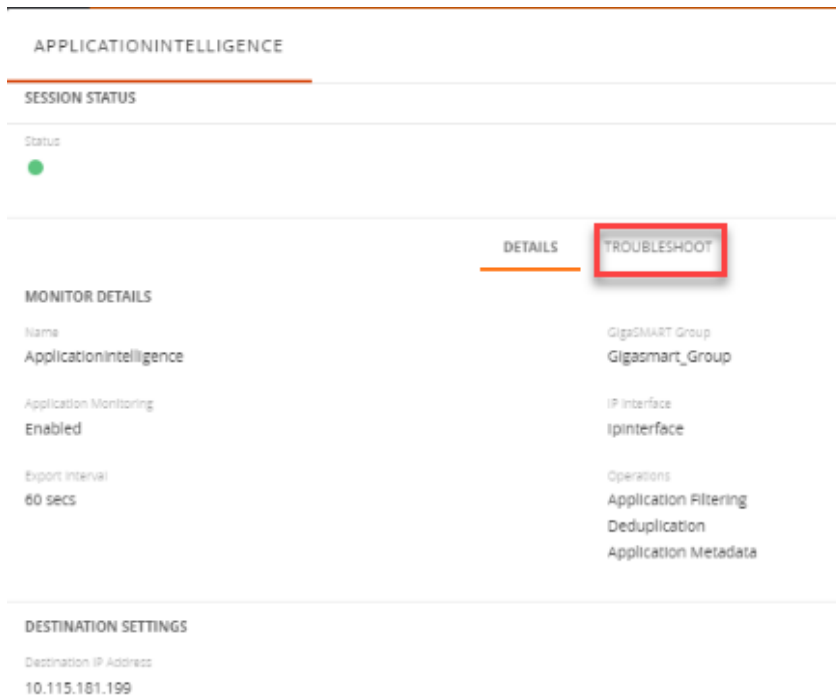 APPLICATIONINTELLIGENCE
SESSION STATUS
Status
DETAILS
TROUBLESHOOT
MONITOR DETAILS
Name
ApplicationIntelligence
GigaSMART Group
Gigasmart_Group
Application Monitoring
Enabled
IP Interface
IpInterface
Export Interval
60 secs
Operations
Application Filtering
Deduplication
Application Metadata
DESTINATION SETTINGS
Destination IP Address
10.115.181.199